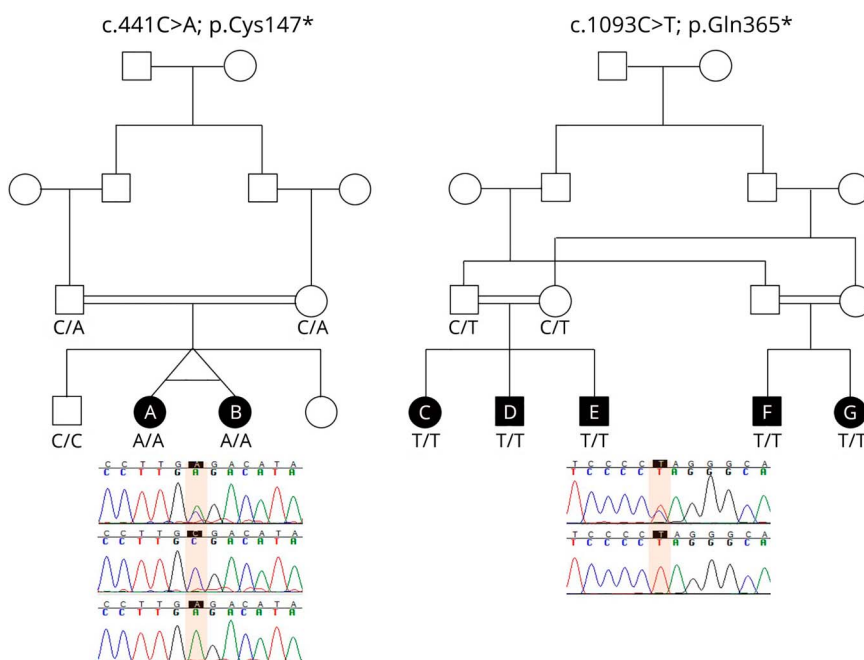 c.441C>A; p.Cys147*
c.1093C>T; p.Gln365*
C/A C/A
C/T C/T
A B
C/C A/A A/A
C D E F G
T/T T/T T/T T/T T/T
C C T T G A G A C A T A
C C T T G A G A C A T A
T C C C C T A G G G C A
T C C C C T A G G G C A
C C T T G C G A C A T A
C C T T G C G A C A T A
T C C C C T A G G G C A
T C C C C T A G G G C A
C C T T G A G A C A T A
C C T T G A G A C A T A